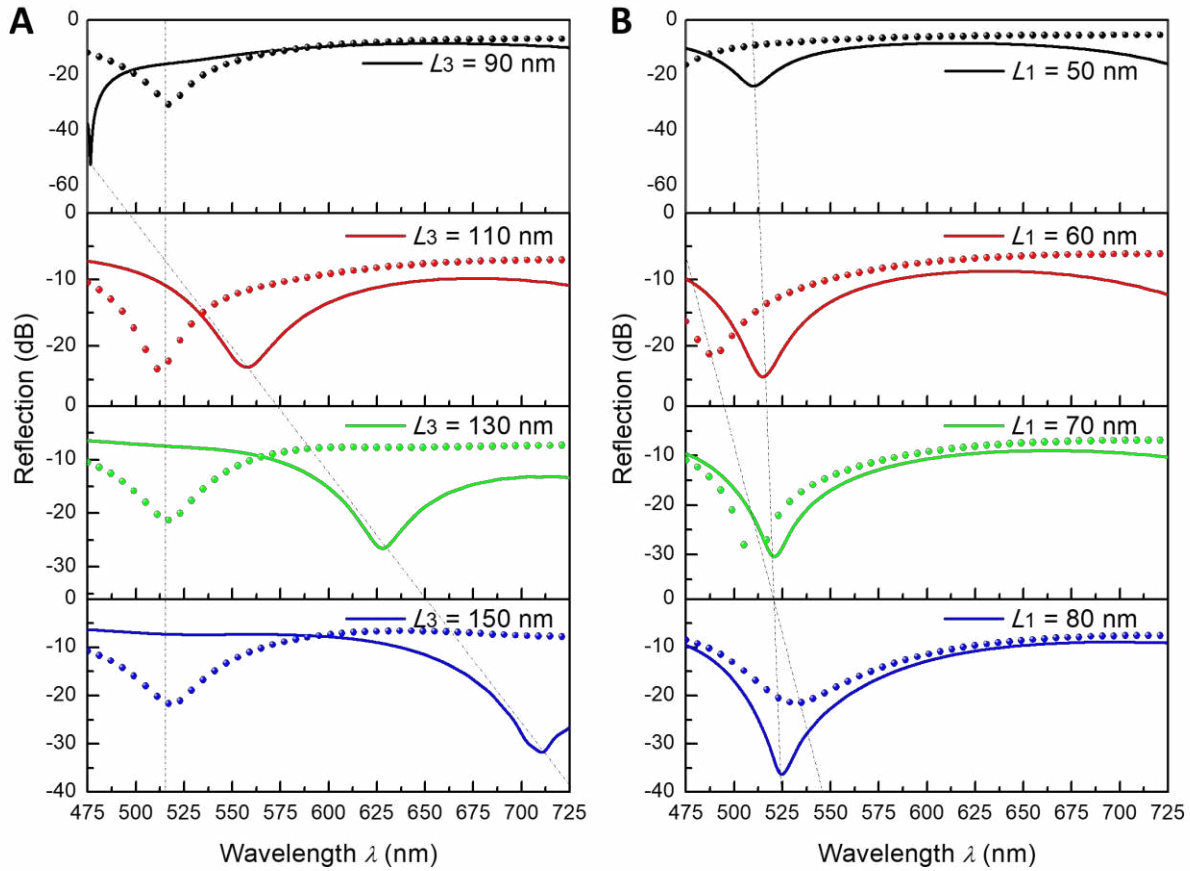 A
0
-20
-40
-60
L3 = 90 nm
0
-10
-20
L3 = 110 nm
0
-10
-20
-30
L3 = 130 nm
0
-10
-20
-30
-40
L3 = 150 nm
475 500 525 550 575 600 625 650 675 700 725
Wavelength λ (nm)
Reflection (dB)
B
0
-20
-40
-60
L1 = 50 nm
0
-10
-20
L1 = 60 nm
0
-10
-20
-30
L1 = 70 nm
0
-10
-20
-30
-40
L1 = 80 nm
475 500 525 550 575 600 625 650 675 700 725
Wavelength λ (nm)
Reflection (dB)